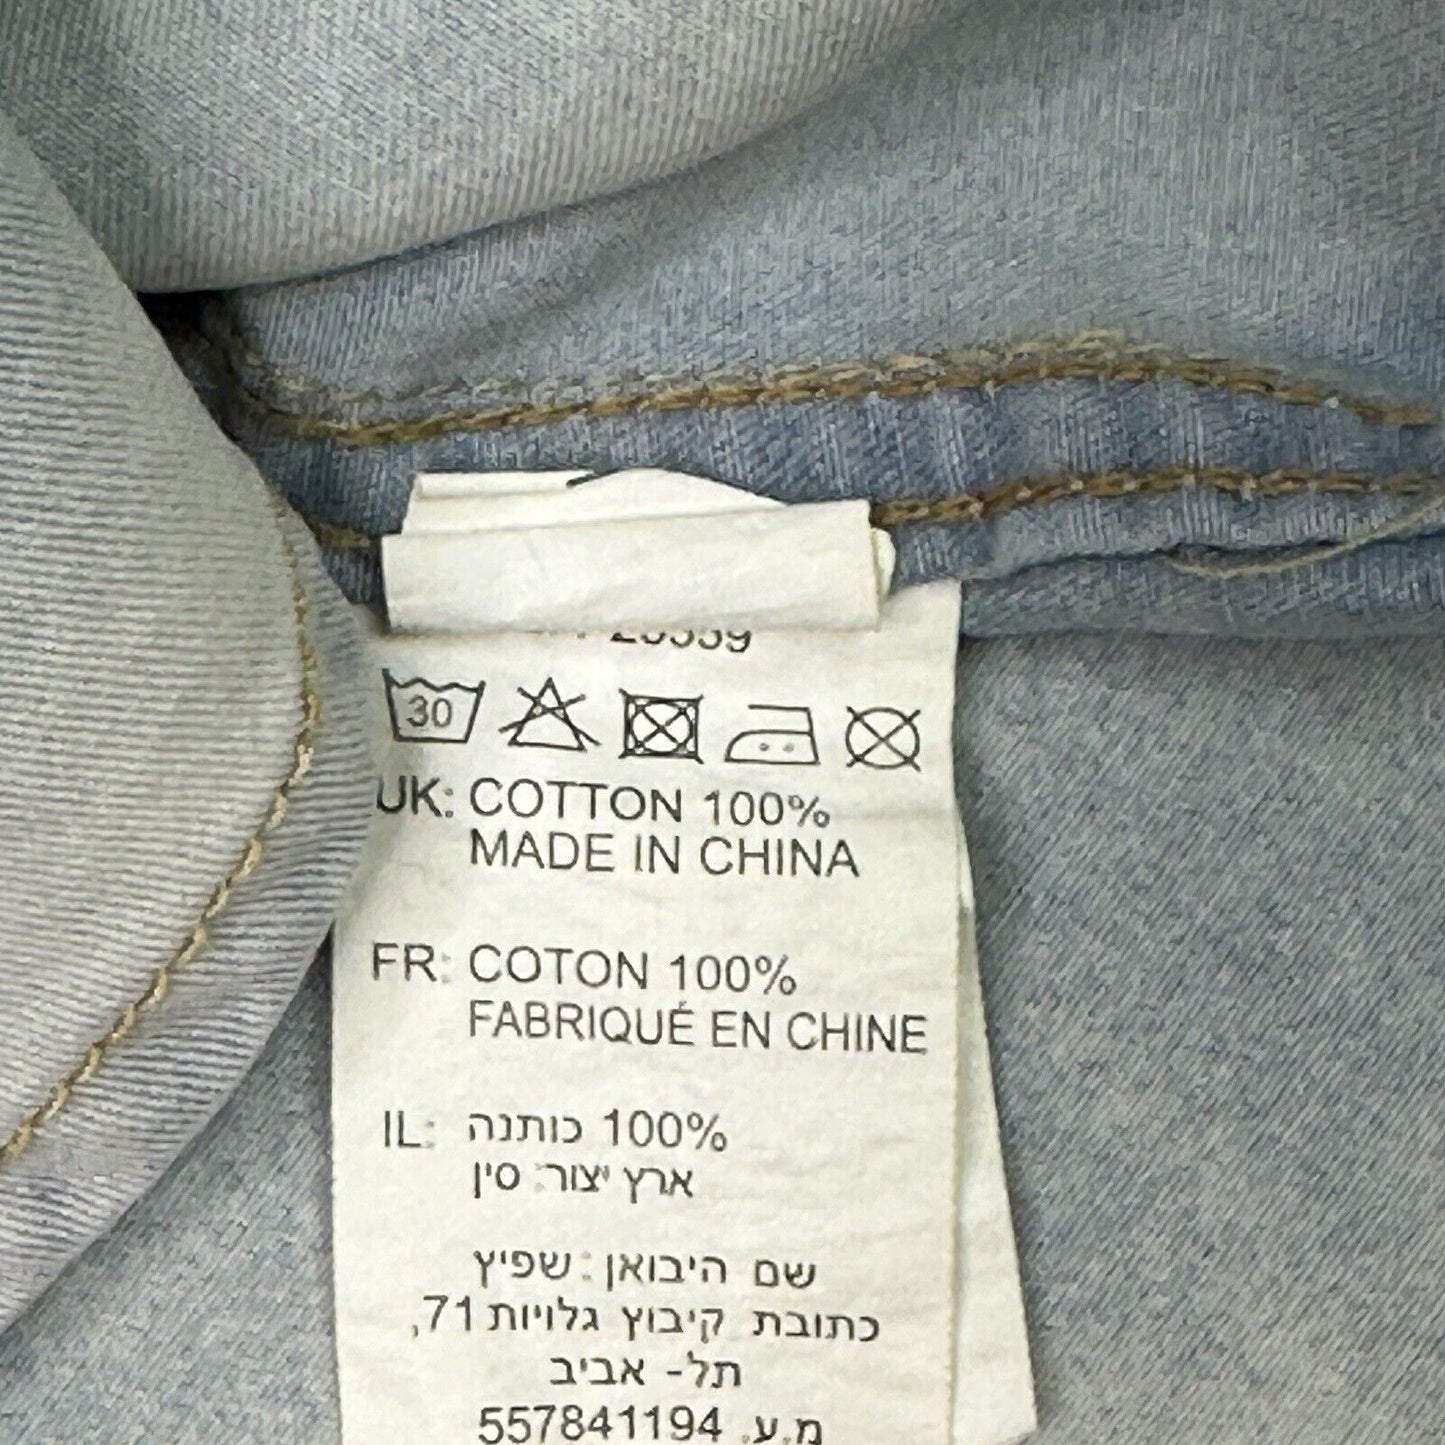 30
UK: COTTON 100%
MADE IN CHINA
FR: COTON 100%
FABRIQUÉ EN CHINE
IL: כותנה 100%
ארץ יצור: סין
שם היבואן: שפיץ
כתובת קיבוץ גלויות 71,
תל- אביב
מ.ע. 557841194